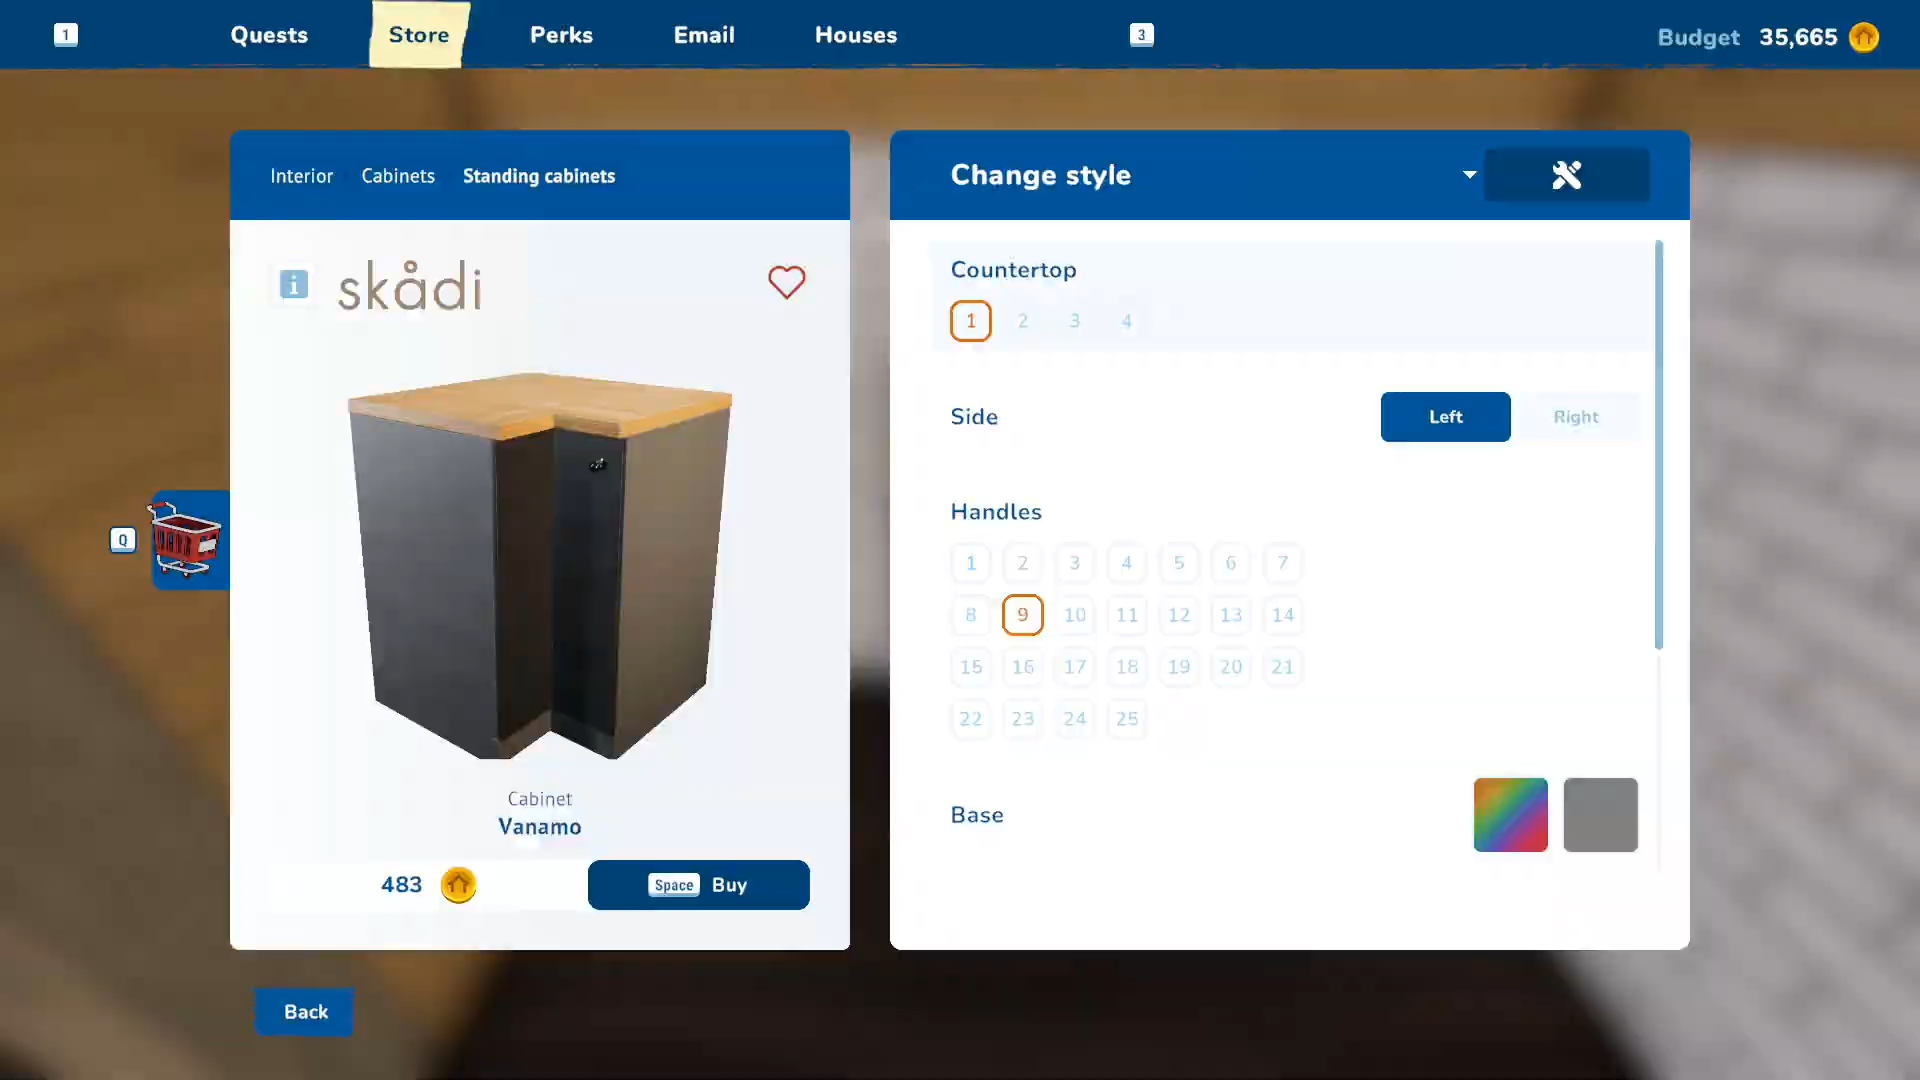 1 Quests Store Perks Email Houses 3 Budget 35,665
Interior Cabinets Standing cabinets
Change style
i skådi
Countertop
1 2 3 4
Side Left Right
Handles
1 2 3 4 5 6 7
8 9 10 11 12 13 14
15 16 17 18 19 20 21
22 23 24 25
Q
Cabinet
Vanamo
Base
483 Space Buy
Back